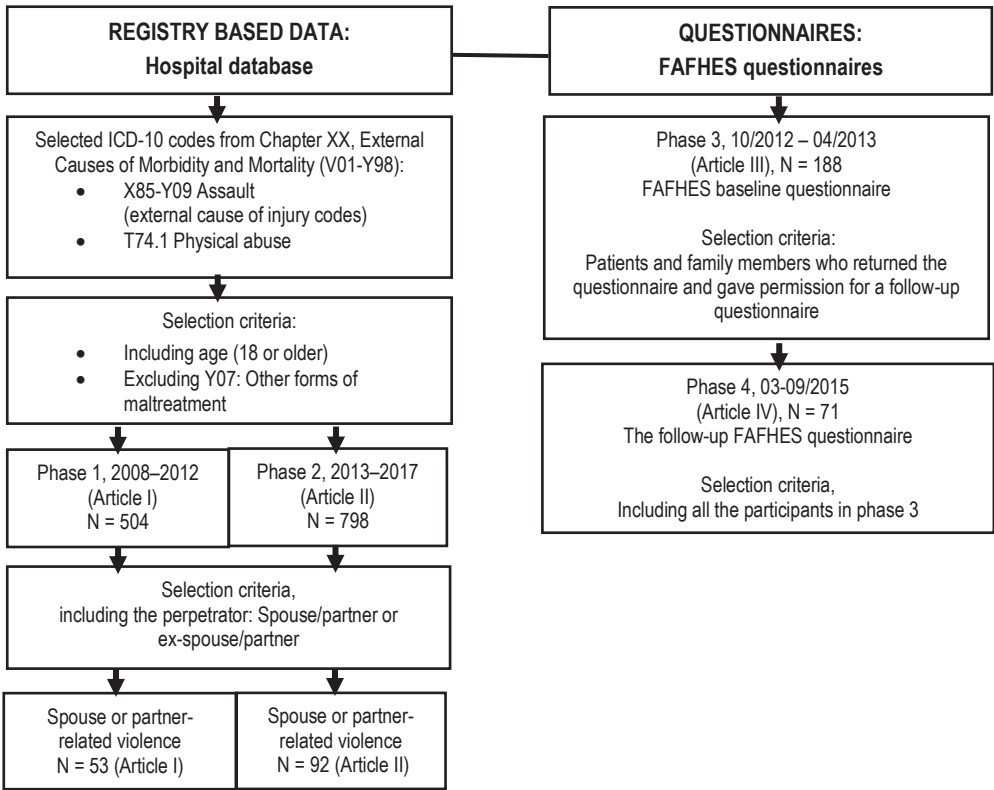 REGISTRY BASED DATA:
Hospital database
Selected ICD-10 codes from Chapter XX, External
Causes of Morbidity and Mortality (V01-Y98):
• X85-Y09 Assault
(external cause of injury codes)
• T74.1 Physical abuse
Selection criteria:
• Including age (18 or older)
• Excluding Y07: Other forms of
maltreatment
Phase 1, 2008–2012
(Article I)
N = 504
Phase 2, 2013–2017
(Article II)
N = 798
Selection criteria,
including the perpetrator: Spouse/partner or
ex-spouse/partner
Spouse or partner-
related violence
N = 53 (Article I)
Spouse or partner-
related violence
N = 92 (Article II)
QUESTIONNAIRES:
FAFHES questionnaires
Phase 3, 10/2012 – 04/2013
(Article III), N = 188
FAFHES baseline questionnaire
Selection criteria:
Patients and family members who returned the
questionnaire and gave permission for a follow-up
questionnaire
Phase 4, 03-09/2015
(Article IV), N = 71
The follow-up FAFHES questionnaire
Selection criteria,
Including all the participants in phase 3